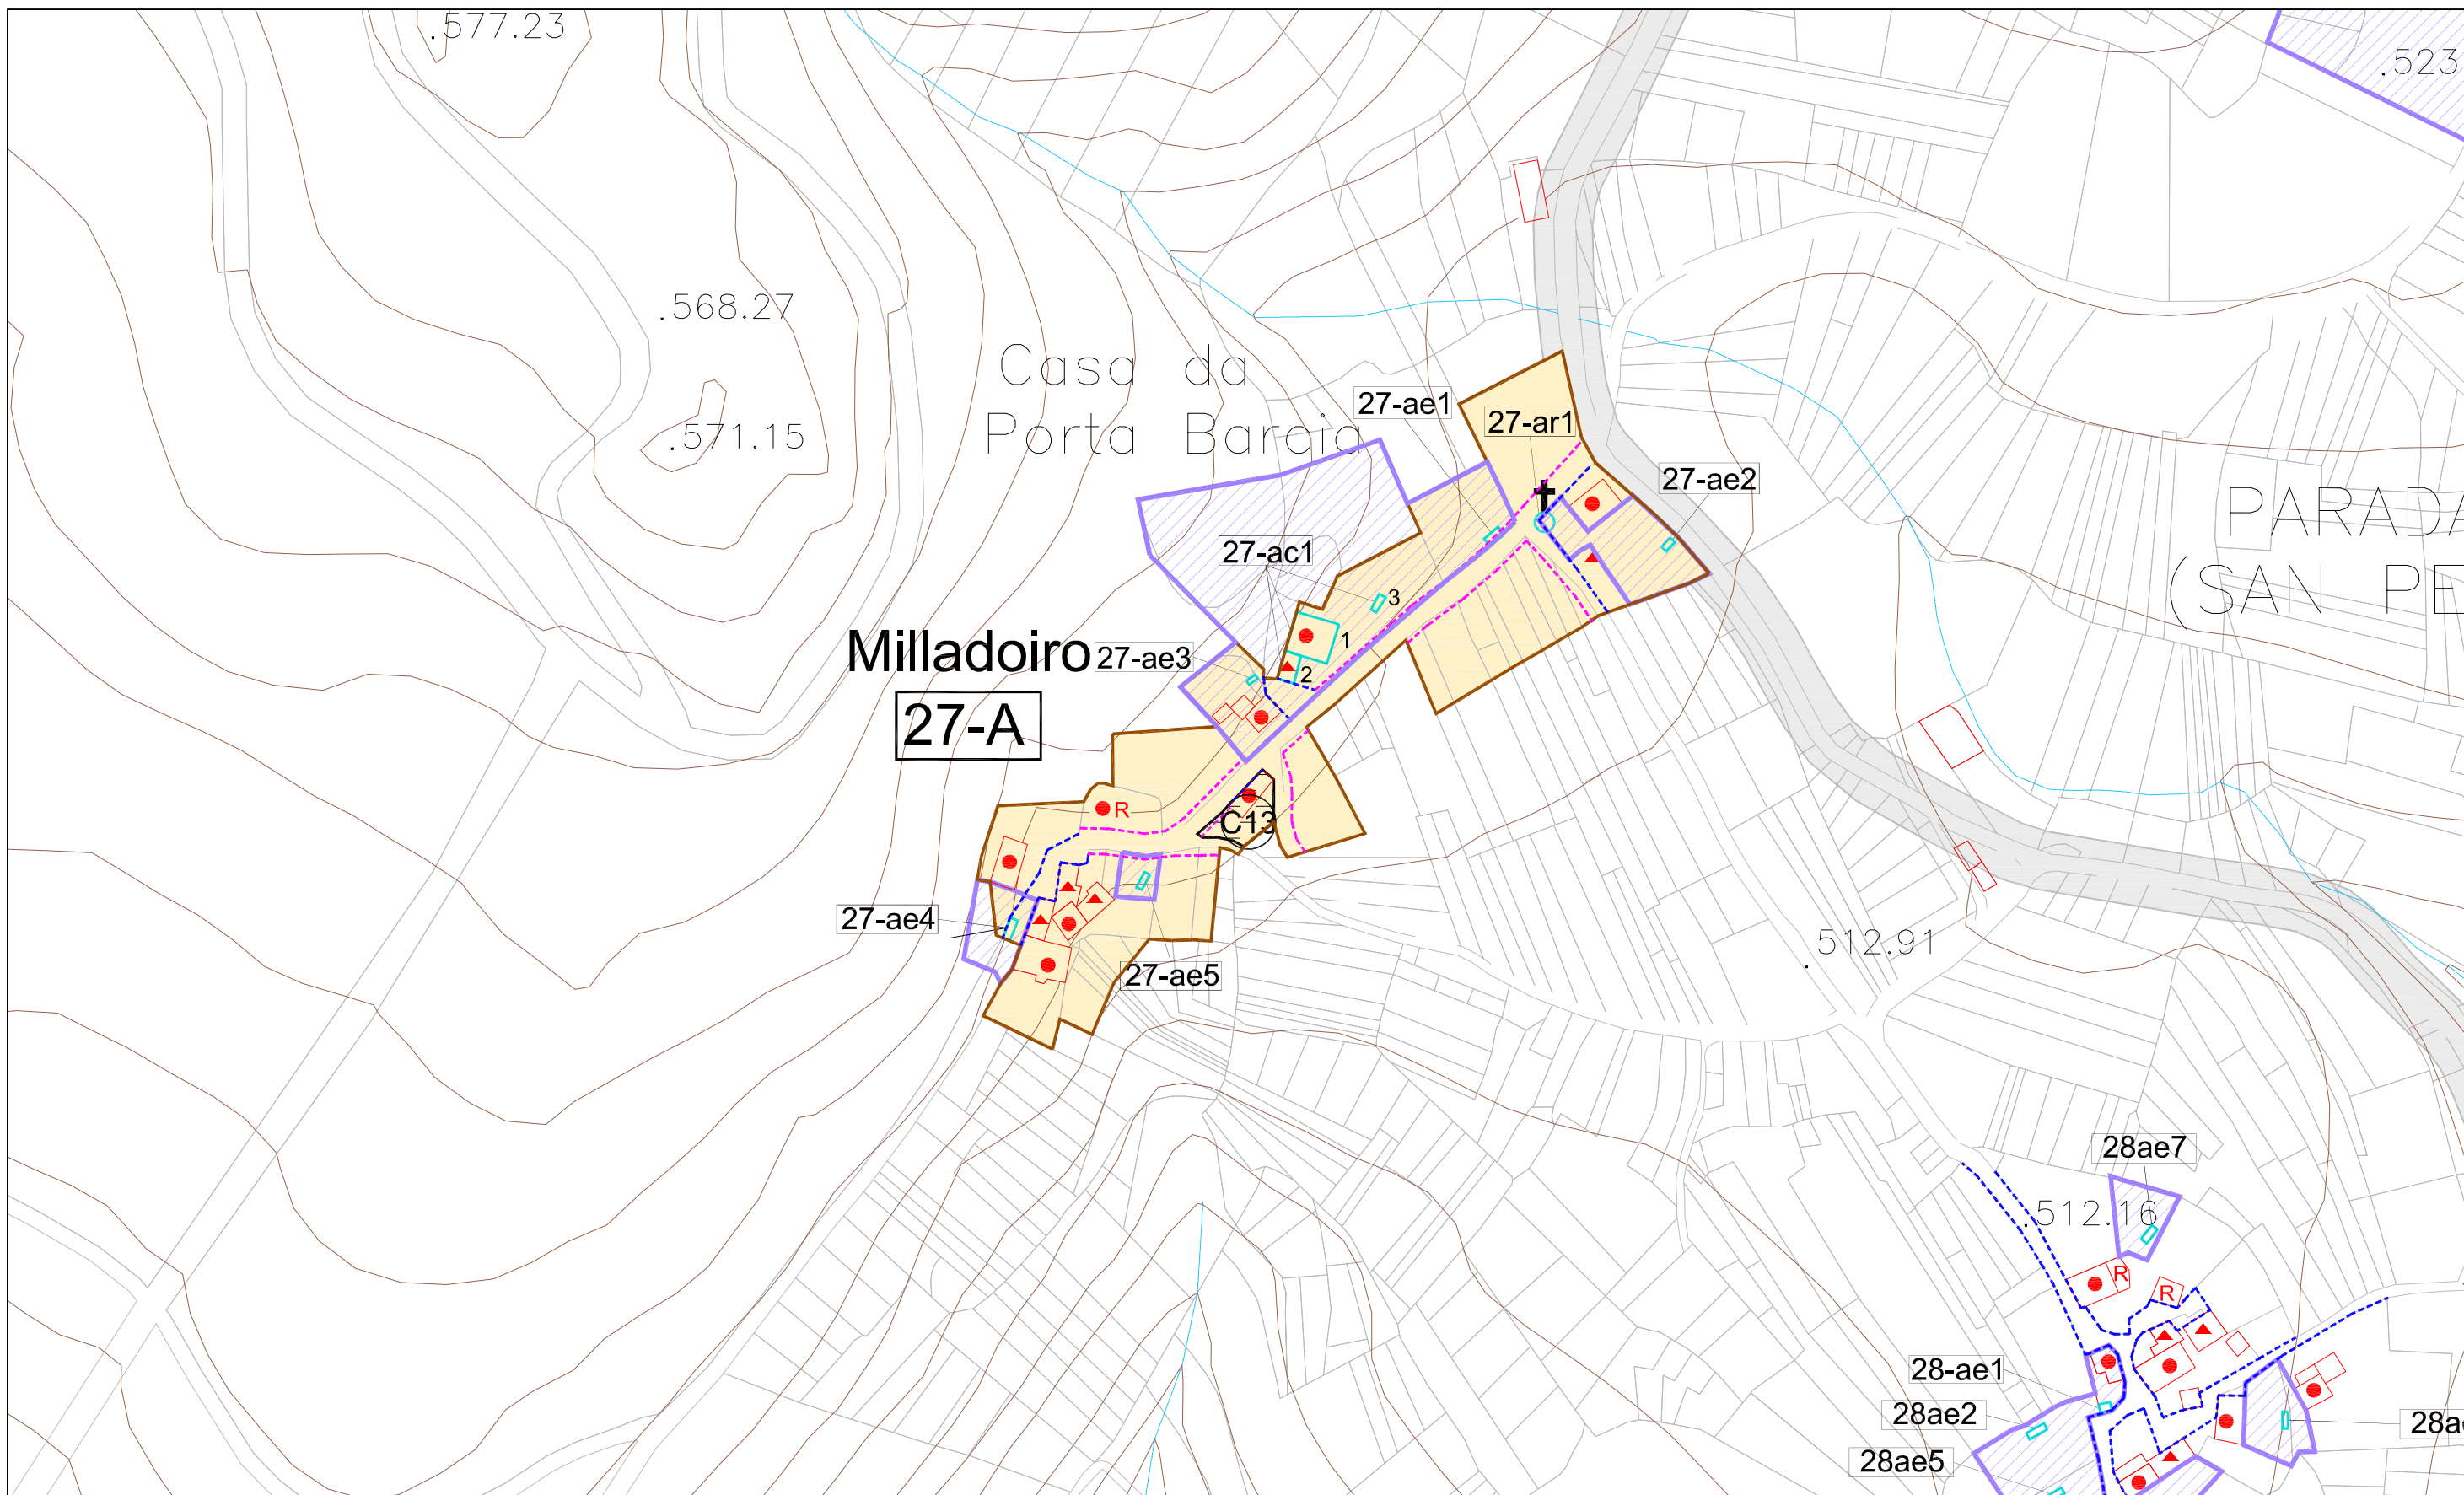 .577.23
.523
.568.27
Casa da
Porta Barcia
.571.15
27-ae1
27-ar1
27-ae2
PARADA
(SAN PE
27-ac1
3
1
2
Milladoiro
27-ae3
27-A
R
C13
27-ae4
27-ae5
.512.91
28ae7
.512.16
R
R
28-ae1
28ae2
28ae5